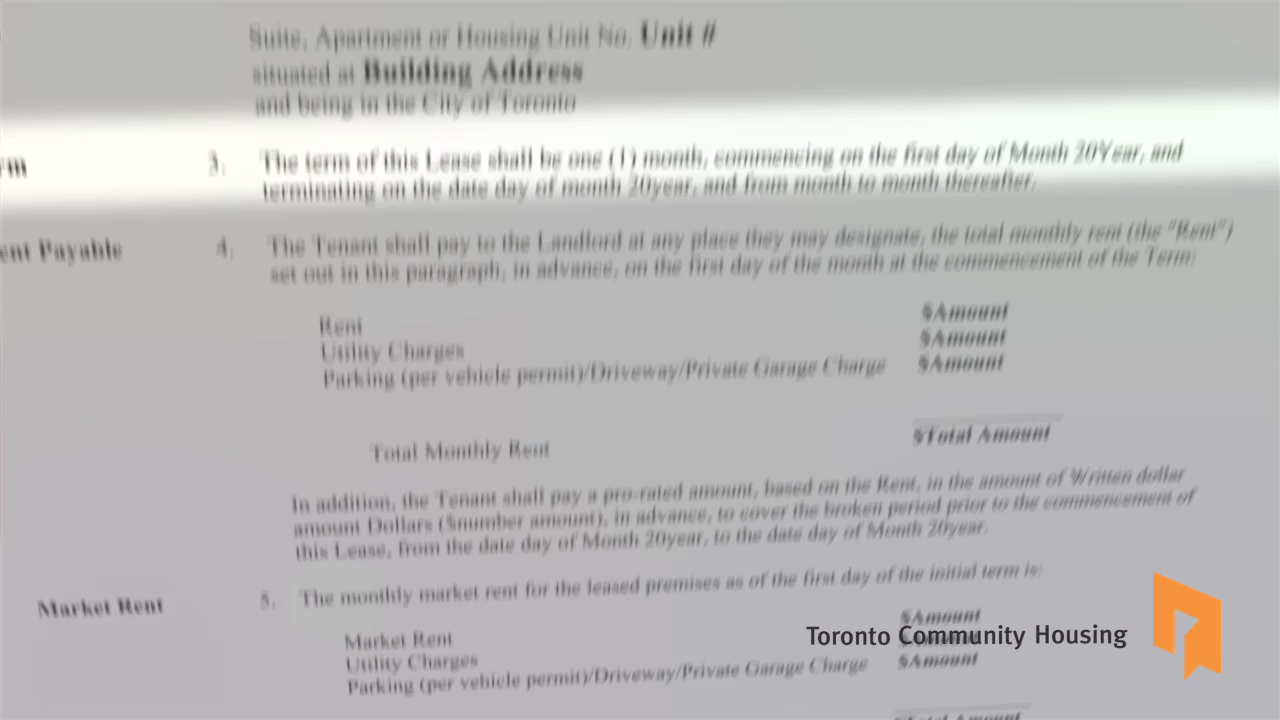 Suite, Apartment or Housing Unit No. Unit #
situated at Building Address
and being in the City of Toronto
rm 3. The term of this Lease shall be one (1) month, commencing on the first day of Month 20Year, and
terminating on the date day of month 20year, and from month to month thereafter.
ent Payable 4. The Tenant shall pay to the Landlord at any place they may designate, the total monthly rent (the "Rent")
set out in this paragraph, in advance, on the first day of the month at the commencement of the Term:
Rent $Amount
Utility Charges $Amount
Parking (per vehicle permit)/Driveway/Private Garage Charge $Amount
Total Monthly Rent $Total Amount
In addition, the Tenant shall pay a pro-rated amount, based on the Rent, in the amount of Written dollar
amount Dollars ($number amount), in advance, to cover the broken period prior to the commencement of
this Lease, from the date day of Month 20year, to the date day of Month 20year.
Market Rent 5. The monthly market rent for the leased premises as of the first day of the initial term is:
Market Rent $Amount
Utility Charges
Parking (per vehicle permit)/Driveway/Private Garage Charge $Amount
$Total Amount
Toronto Community Housing